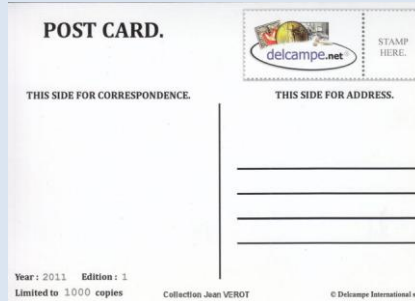 POST CARD.
delcampe.net
STAMP
HERE.
THIS SIDE FOR CORRESPONDENCE.
THIS SIDE FOR ADDRESS.
Year : 2011 Edition : 1
Limited to 1000 copies
Collection Jean VEROT
© Delcampe International